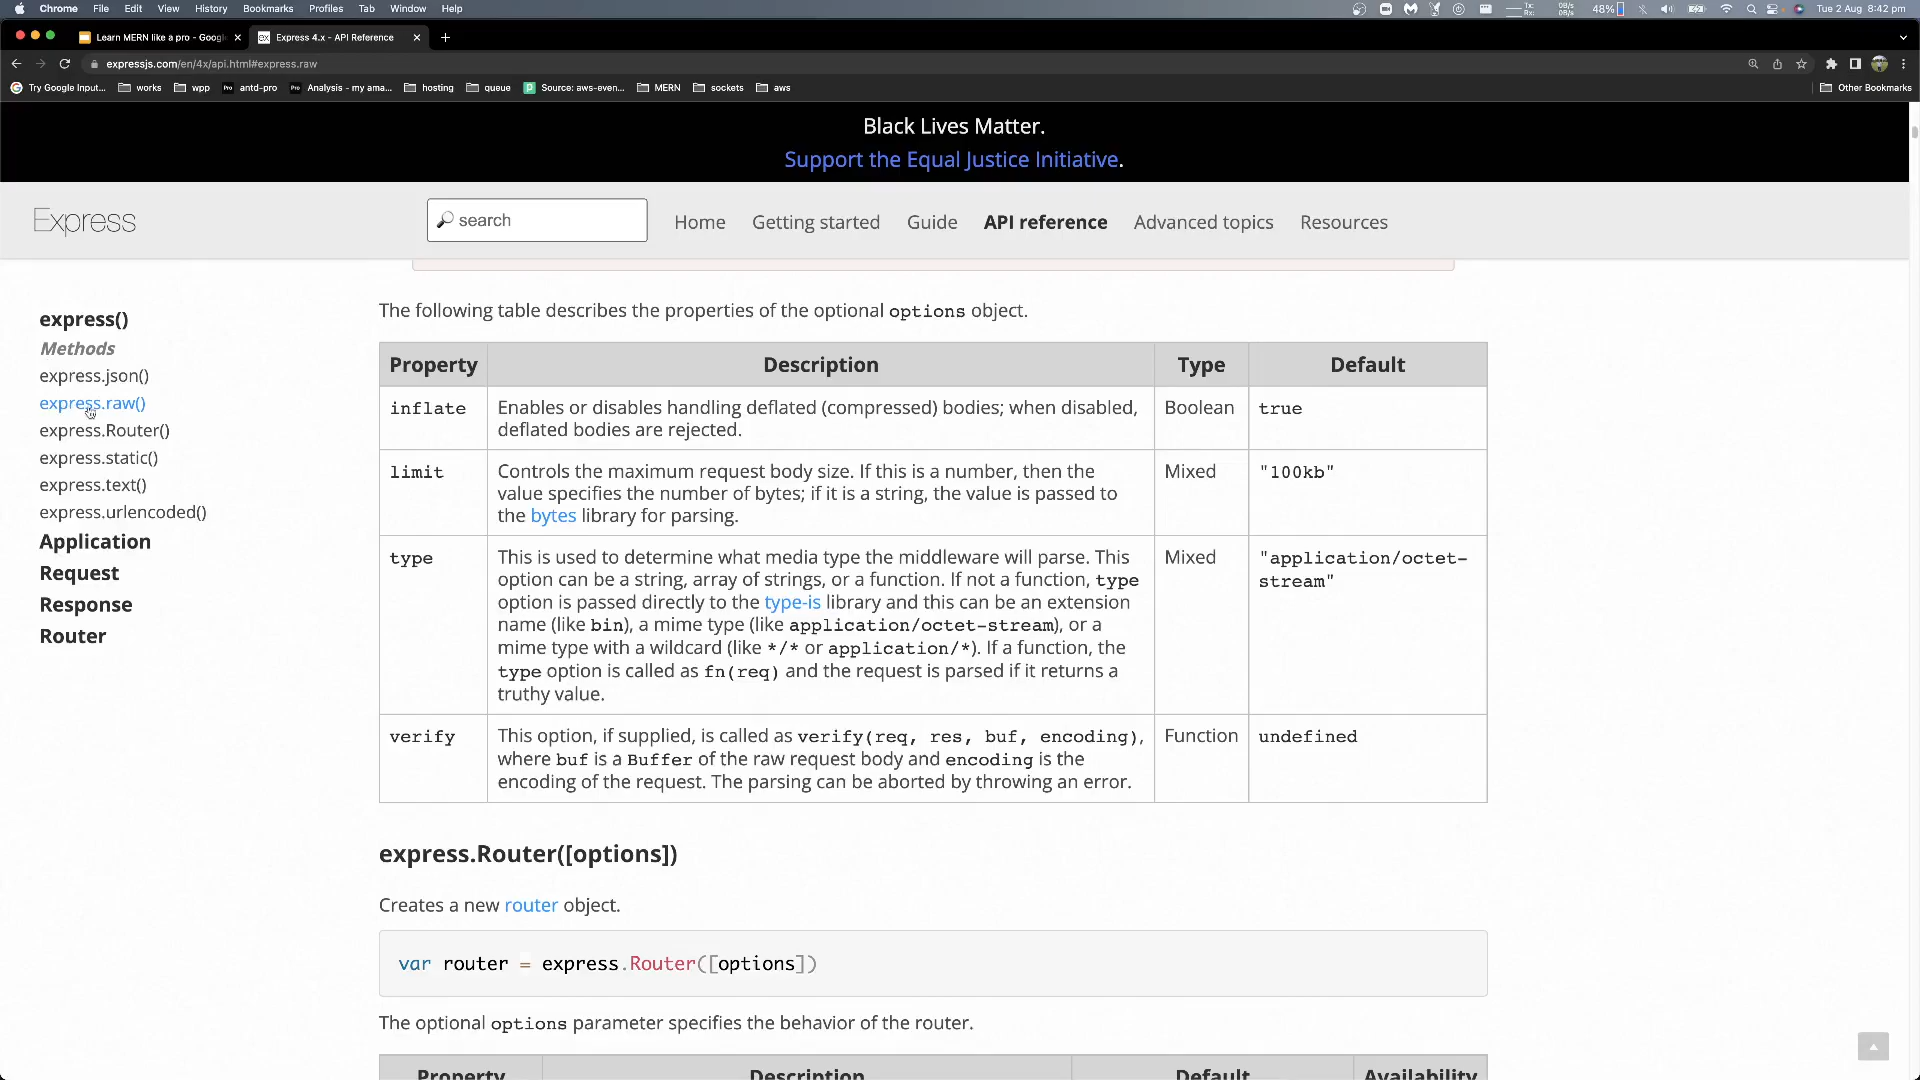 Chrome File Edit View History Bookmarks Profiles Tab Window Help 48% Tue 2 Aug 8:42 pm
Learn MERN like a pro - Googl Express 4.x - API Reference
expressjs.com/en/4x/api.html#express.raw
Try Google Input... works wpp Pro antd-pro Pro Analysis - my ama... hosting queue Source: aws-even... MERN sockets aws Other Bookmarks
Black Lives Matter.
Support the Equal Justice Initiative.
Express search Home Getting started Guide API reference Advanced topics Resources
express()
Methods
express.json()
express.raw()
express.Router()
express.static()
express.text()
express.urlencoded()
Application
Request
Response
Router
The following table describes the properties of the optional options object.
Property Description Type Default
inflate Enables or disables handling deflated (compressed) bodies; when disabled, Boolean true
deflated bodies are rejected.
limit Controls the maximum request body size. If this is a number, then the Mixed "100kb"
value specifies the number of bytes; if it is a string, the value is passed to
the bytes library for parsing.
type This is used to determine what media type the middleware will parse. This Mixed "application/octet-
option can be a string, array of strings, or a function. If not a function, type stream"
option is passed directly to the type-is library and this can be an extension
name (like bin), a mime type (like application/octet-stream), or a
mime type with a wildcard (like */* or application/*). If a function, the
type option is called as fn(req) and the request is parsed if it returns a
truthy value.
verify This option, if supplied, is called as verify(req, res, buf, encoding), Function undefined
where buf is a Buffer of the raw request body and encoding is the
encoding of the request. The parsing can be aborted by throwing an error.
express.Router([options])
Creates a new router object.
var router = express.Router([options])
The optional options parameter specifies the behavior of the router.
Property Description Default Availability